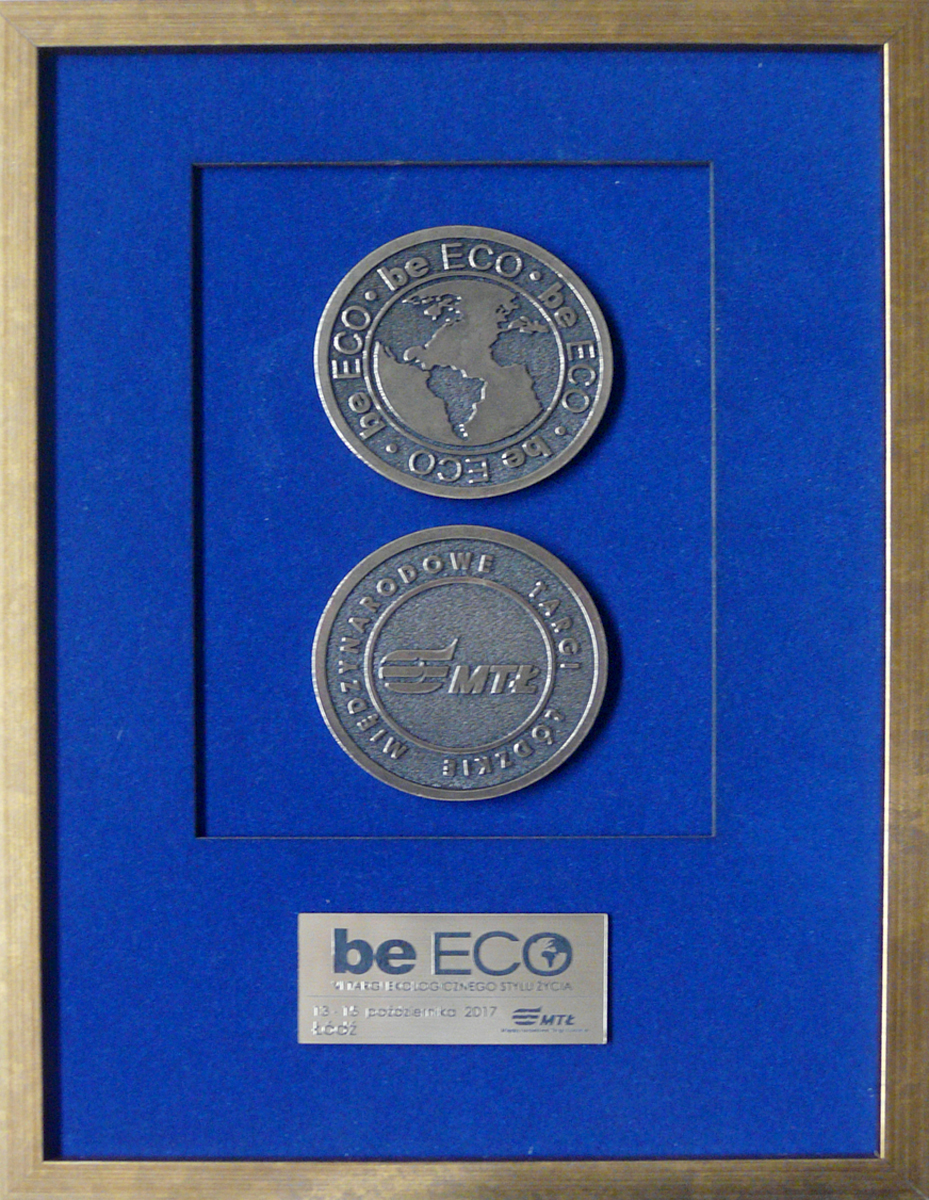 be ECO · be ECO · be ECO · be ECO ·
MIĘDZYNARODOWE TARGI ŁÓDZKIE
MTŁ
be ECO
TARGI EKOLOGICZNEGO STYLU ŻYCIA
13 - 15 października 2017
ŁÓDŹ
MTŁ